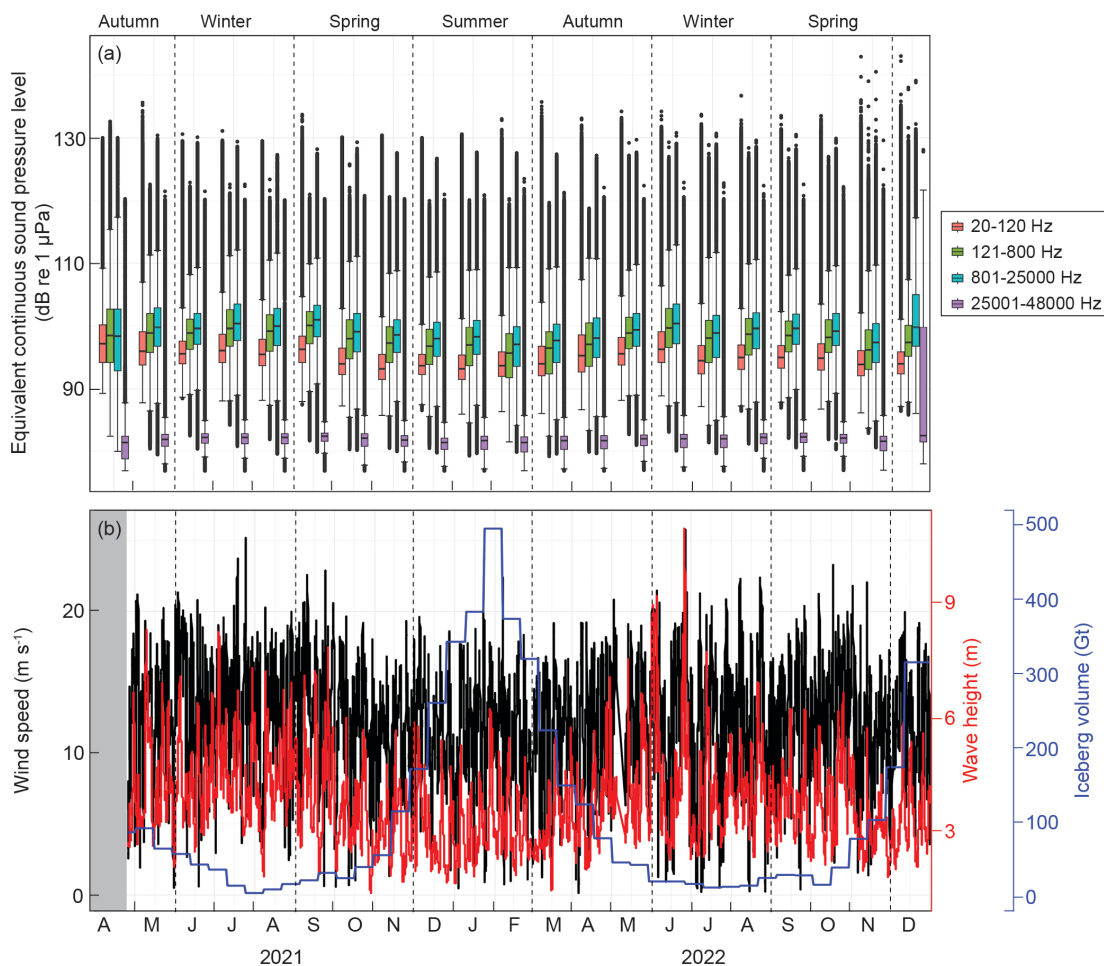 Autumn Winter Spring Summer Autumn Winter Spring
(a)
Equivalent continuous sound pressure level
(dB re 1 μPa)
130
110
90
20-120 Hz
121-800 Hz
801-25000 Hz
25001-48000 Hz
(b)
Wind speed (m s⁻¹)
20
10
0
Wave height (m)
9
6
3
Iceberg volume (Gt)
500
400
300
200
100
0
A M J J A S O N D J F M A M J J A S O N D
2021 2022